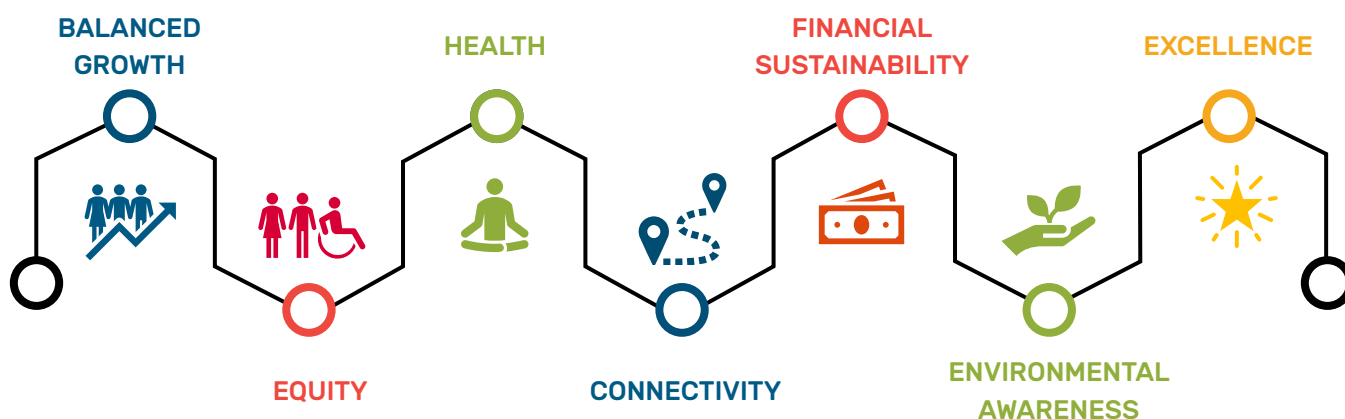 BALANCED
GROWTH
EQUITY
HEALTH
CONNECTIVITY
FINANCIAL
SUSTAINABILITY
ENVIRONMENTAL
AWARENESS
EXCELLENCE